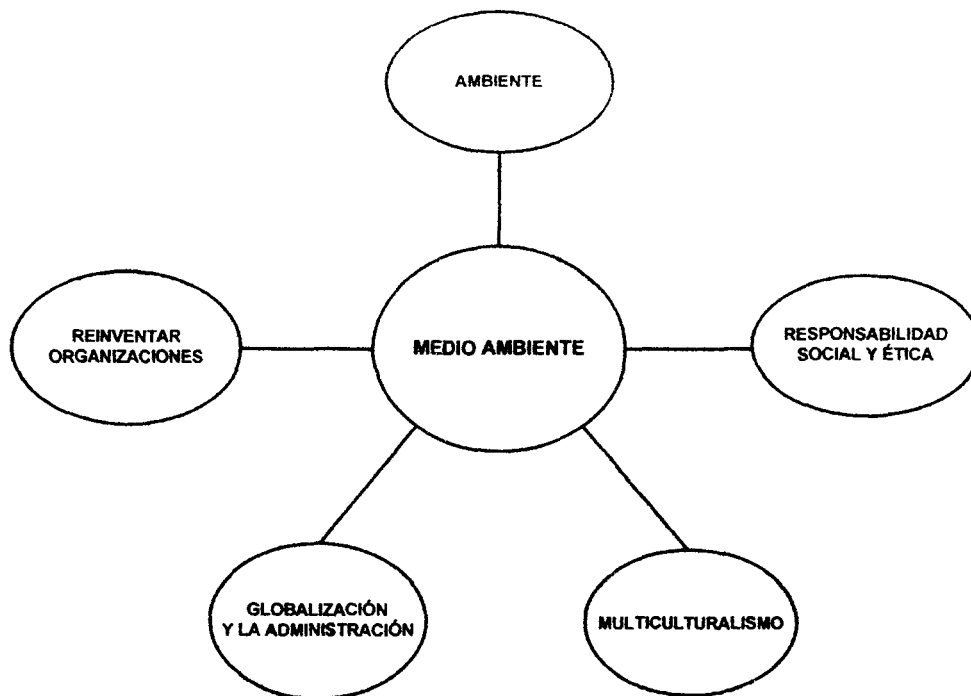 AMBIENTE
REINVENTAR
ORGANIZACIONES
MEDIO AMBIENTE
RESPONSABILIDAD
SOCIAL Y ÉTICA
GLOBALIZACIÓN
Y LA ADMINISTRACIÓN
MULTICULTURALISMO